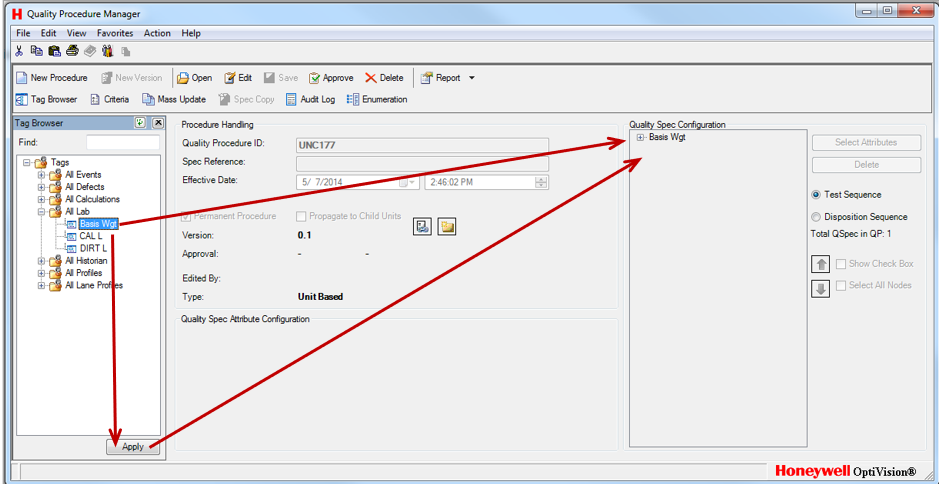 H Quality Procedure Manager
File Edit View Favorites Action Help
New Procedure New Version Open Edit Save Approve Delete Report
Tag Browser Criteria Mass Update Spec Copy Audit Log Enumeration
Tag Browser
Find:
Tags
All Events
All Defects
All Calculations
All Lab
Basis Wgt
CAL L
DIRT L
All Historian
All Profiles
All Lane Profiles
Apply
Procedure Handling
Quality Procedure ID: UNC177
Spec Reference:
Effective Date: 5/ 7/2014 2:46:02 PM
Permanent Procedure Propagate to Child Units
Version: 0.1
Approval: - -
Edited By:
Type: Unit Based
Quality Spec Attribute Configuration
Quality Spec Configuration
Basis Wgt
Select Attributes
Delete
Test Sequence
Disposition Sequence
Total QSpec in QP: 1
Show Check Box
Select All Nodes
Honeywell OptiVision®